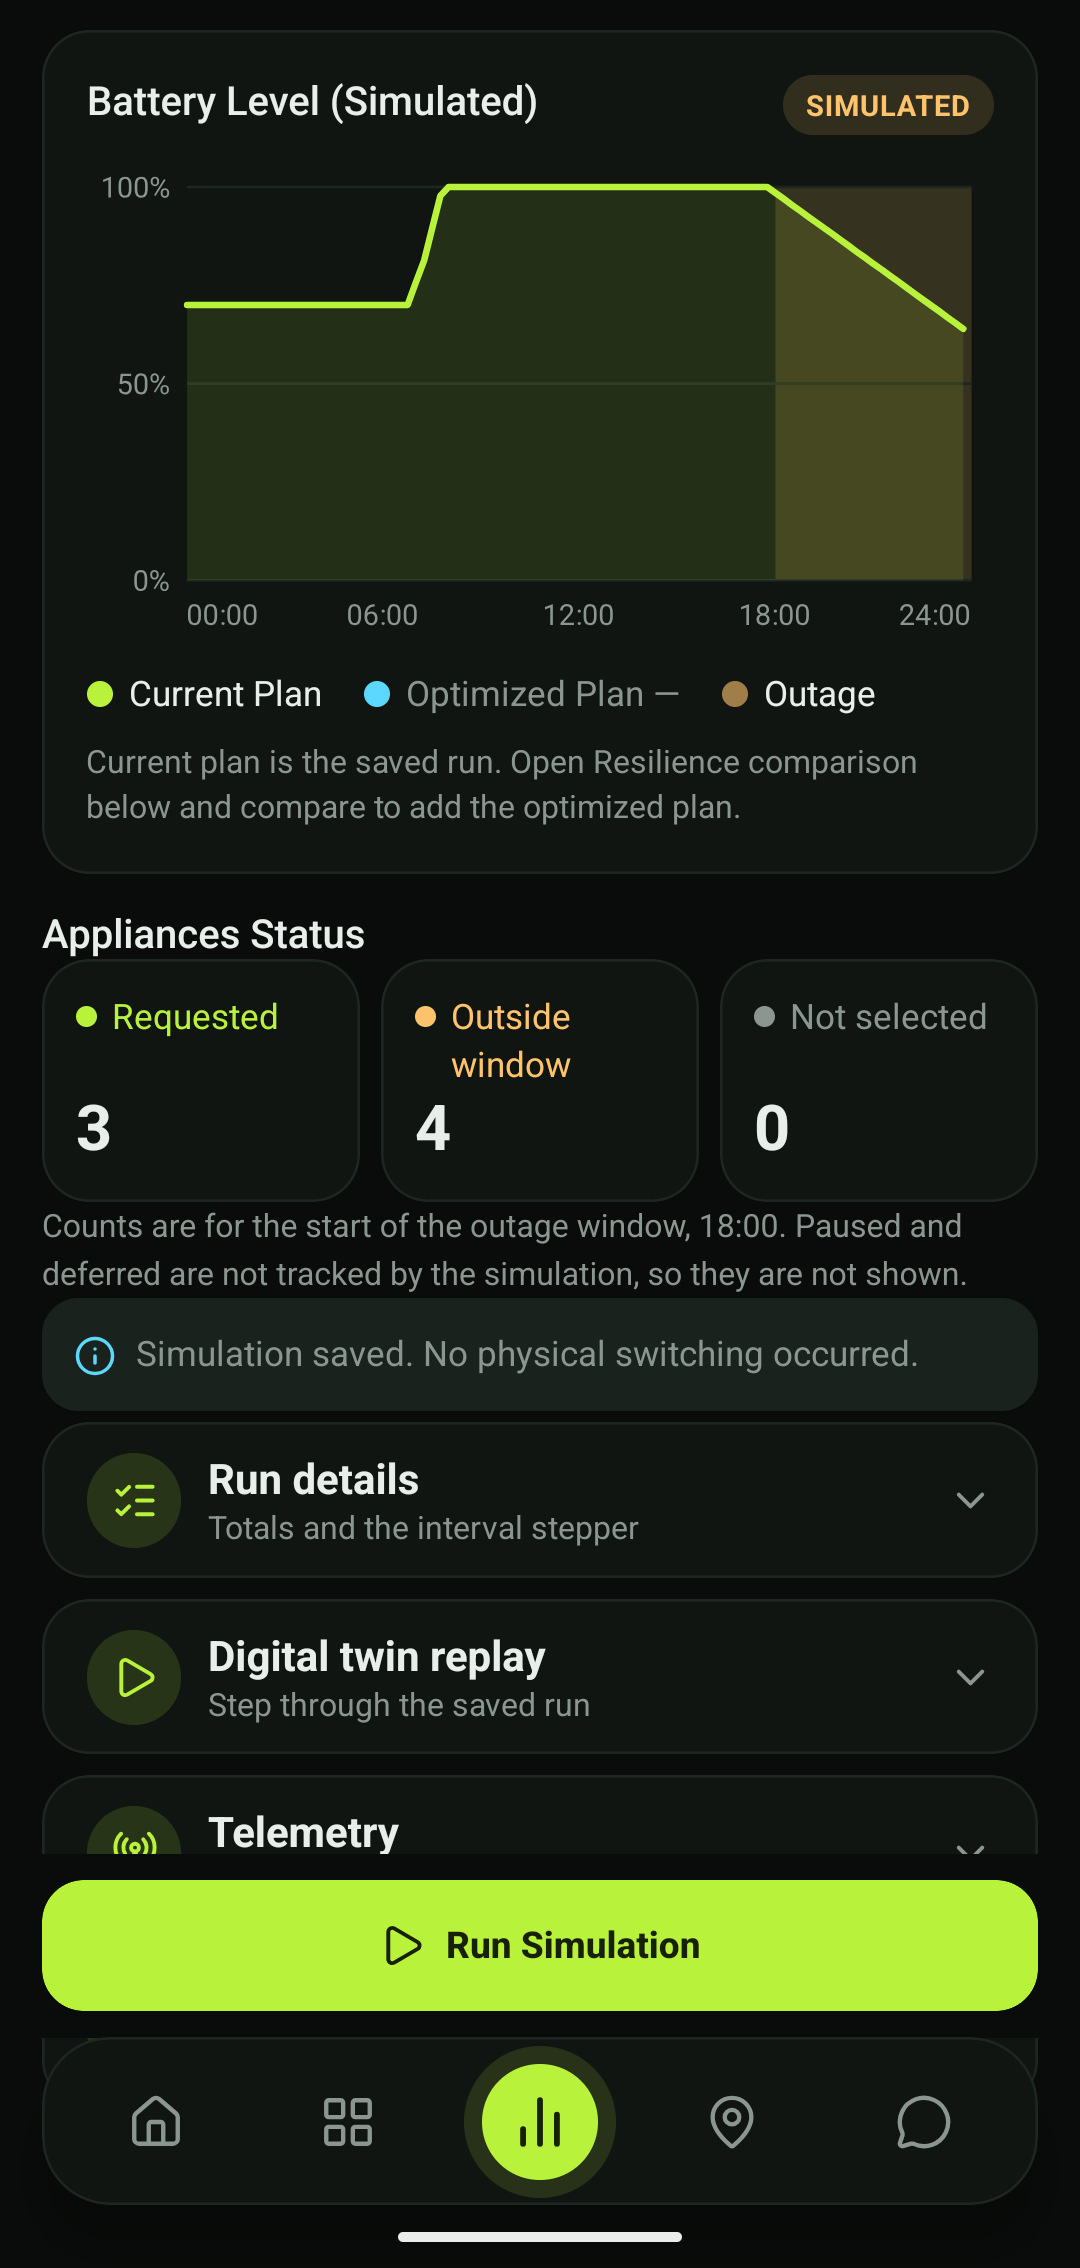 Battery Level (Simulated)
SIMULATED
100%
50%
0%
00:00 06:00 12:00 18:00 24:00
Current Plan Optimized Plan — Outage
Current plan is the saved run. Open Resilience comparison
below and compare to add the optimized plan.
Appliances Status
Requested
3
Outside
window
4
Not selected
0
Counts are for the start of the outage window, 18:00. Paused and
deferred are not tracked by the simulation, so they are not shown.
Simulation saved. No physical switching occurred.
Run details
Totals and the interval stepper
Digital twin replay
Step through the saved run
Telemetry
Run Simulation